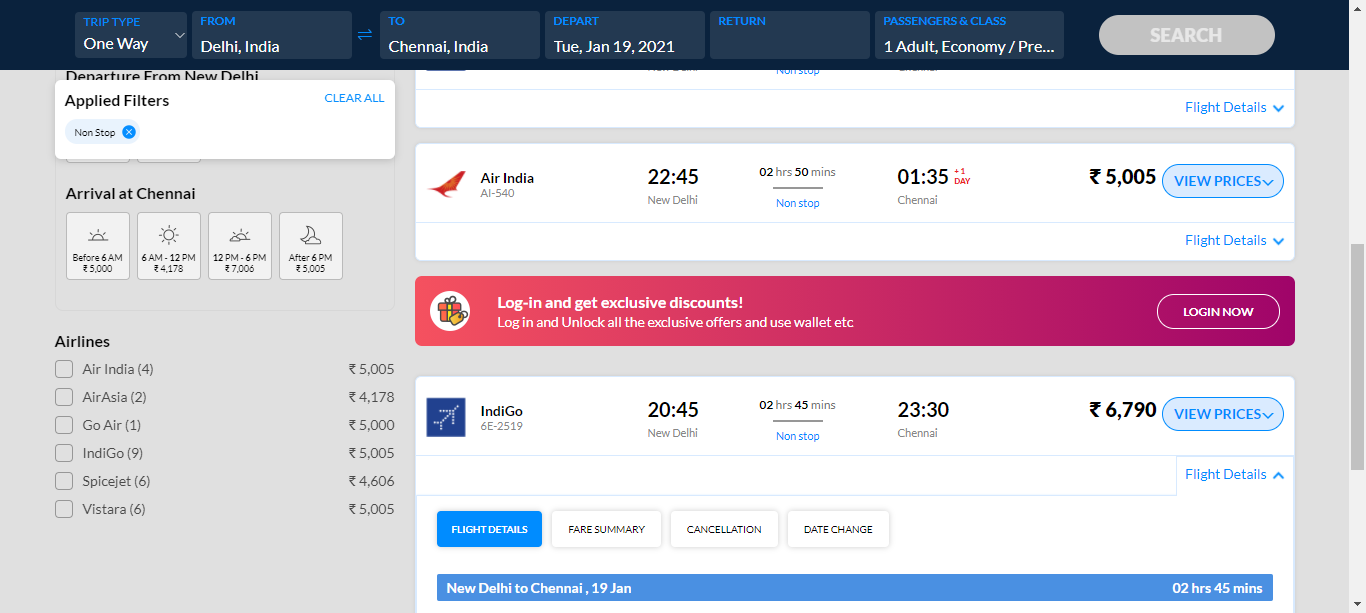 TRIP TYPE
One Way
FROM
Delhi, India
TO
Chennai, India
DEPART
Tue, Jan 19, 2021
RETURN
PASSENGERS & CLASS
1 Adult, Economy / Pre...
SEARCH
Departure From New Delhi
Applied Filters
CLEAR ALL
Non Stop
Arrival at Chennai
Before 6 AM
₹ 5,000
6 AM - 12 PM
₹ 4,178
12 PM - 6 PM
₹ 7,006
After 6 PM
₹ 5,005
Airlines
Air India (4) ₹ 5,005
AirAsia (2) ₹ 4,178
Go Air (1) ₹ 5,000
IndiGo (9) ₹ 5,005
Spicejet (6) ₹ 4,606
Vistara (6) ₹ 5,005
New Delhi
Non stop
Chennai
Flight Details
Air India
AI-540
22:45
New Delhi
02 hrs 50 mins
Non stop
01:35
+1
DAY
Chennai
₹ 5,005
VIEW PRICES
Flight Details
Log-in and get exclusive discounts!
Log in and Unlock all the exclusive offers and use wallet etc
LOGIN NOW
IndiGo
6E-2519
20:45
New Delhi
02 hrs 45 mins
Non stop
23:30
Chennai
₹ 6,790
VIEW PRICES
Flight Details
FLIGHT DETAILS
FARE SUMMARY
CANCELLATION
DATE CHANGE
New Delhi to Chennai , 19 Jan
02 hrs 45 mins